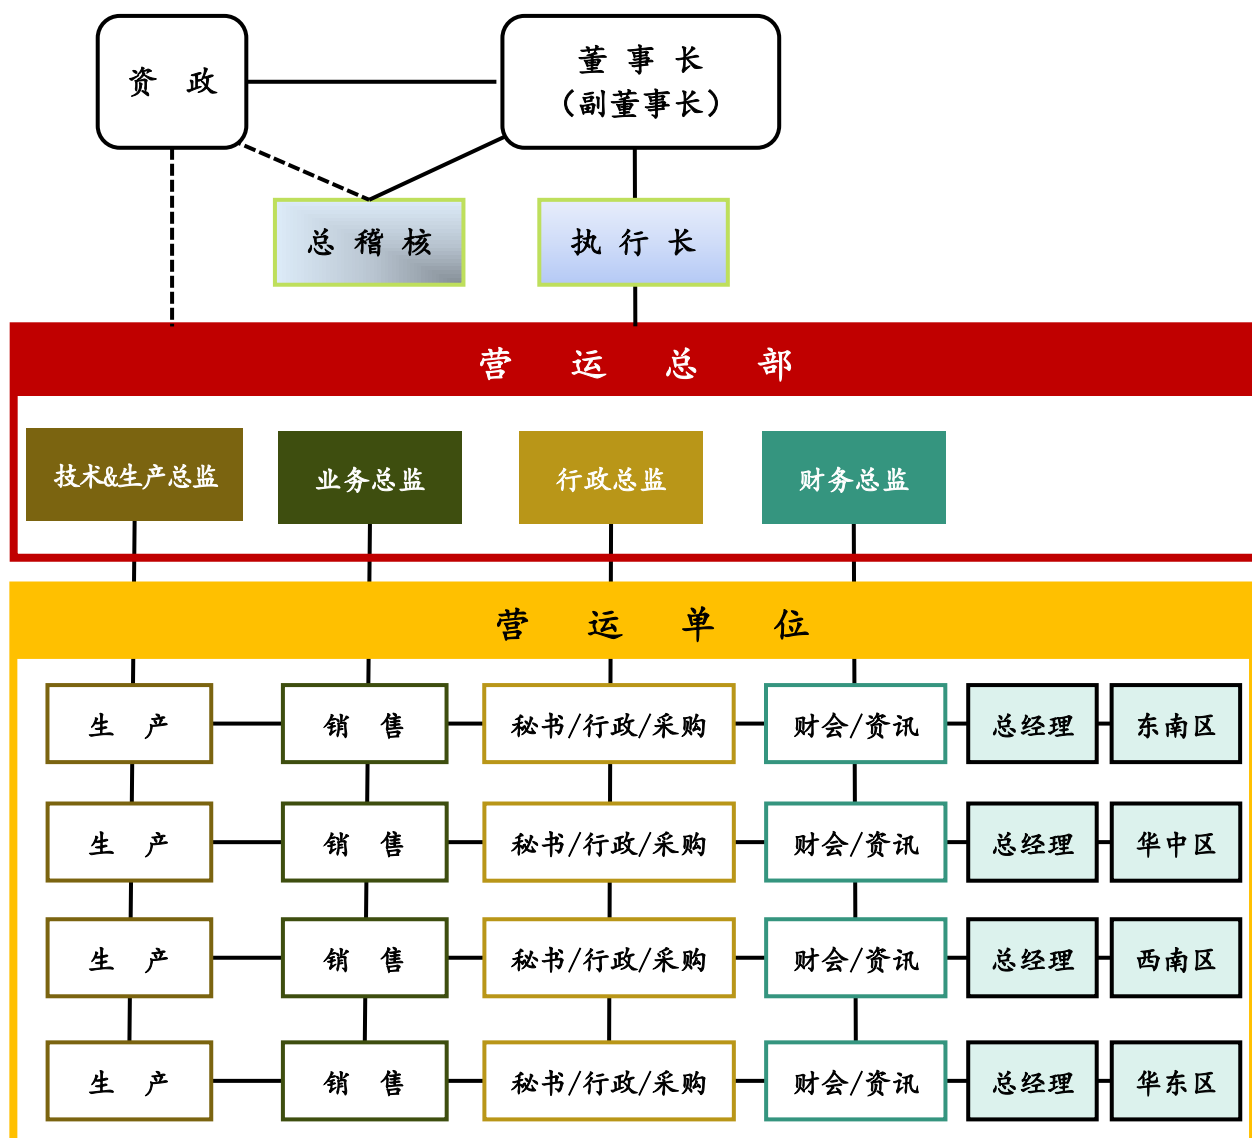 资 政
董 事 长
（副董事长）
总 稽 核
执 行 长
营 运 总 部
技术&生产总监
业务总监
行政总监
财务总监
营 运 单 位
生 产
销 售
秘书/行政/采购
财会/资讯
总经理
东南区
生 产
销 售
秘书/行政/采购
财会/资讯
总经理
华中区
生 产
销 售
秘书/行政/采购
财会/资讯
总经理
西南区
生 产
销 售
秘书/行政/采购
财会/资讯
总经理
华东区